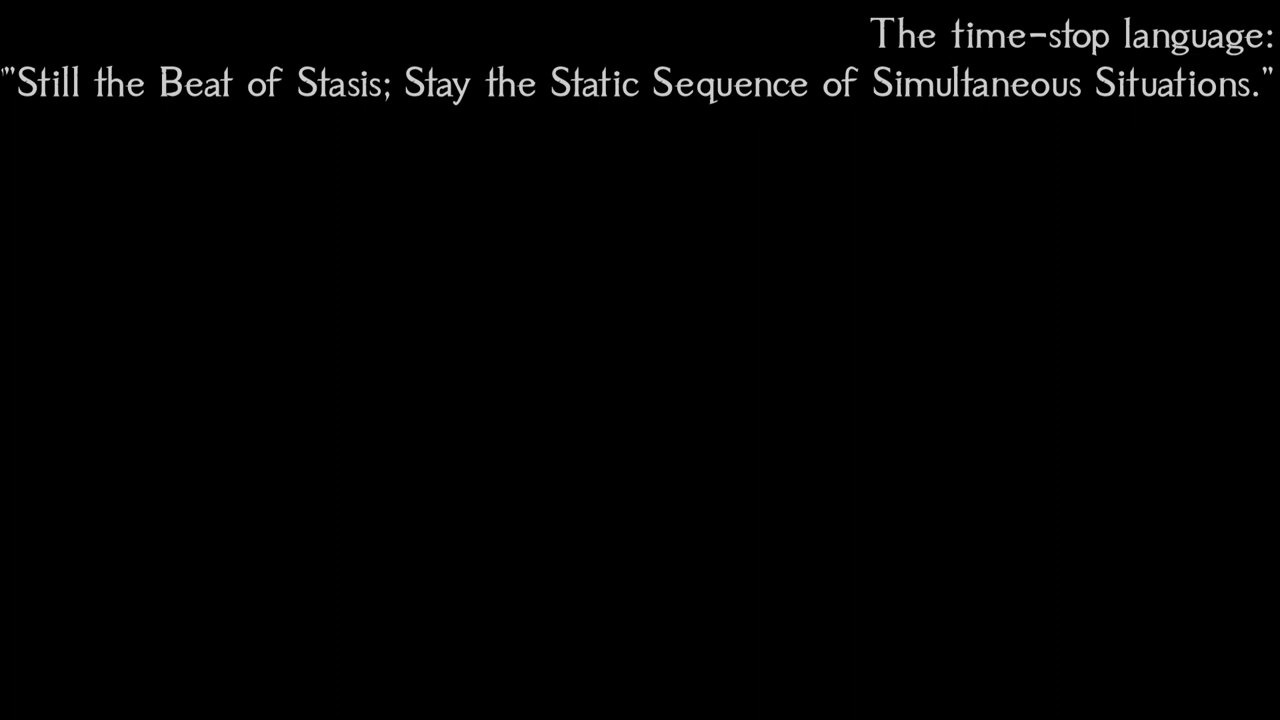 The time-stop language:
'"Still the Beat of Stasis; Stay the Static Sequence of Simultaneous Situations."